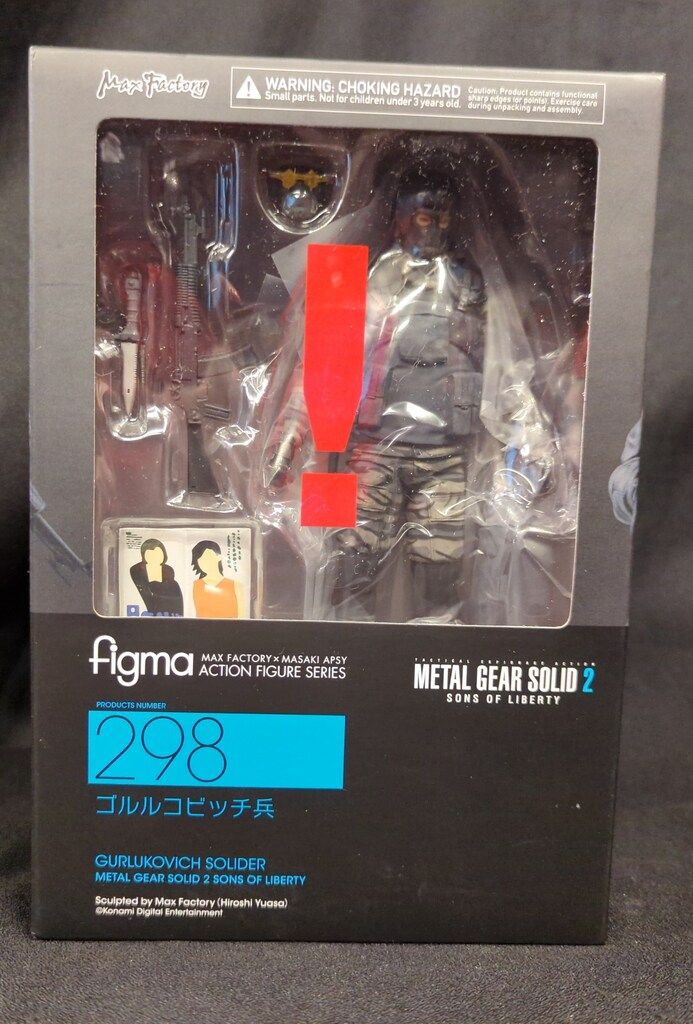 Max Factory
WARNING: CHOKING HAZARD
Small parts. Not for children under 3 years old.
Caution: Product contains functional
sharp edges (or points). Exercise care
during unpacking and assembly.
!
figma
MAX FACTORY×MASAKI APSY
ACTION FIGURE SERIES
TACTICAL ESPIONAGE ACTION
METAL GEAR SOLID 2
SONS OF LIBERTY
PRODUCTS NUMBER
298
ゴルルコビッチ兵
GURLUKOVICH SOLIDER
METAL GEAR SOLID 2 SONS OF LIBERTY
Sculpted by Max Factory (Hiroshi Yuasa)
©Konami Digital Entertainment